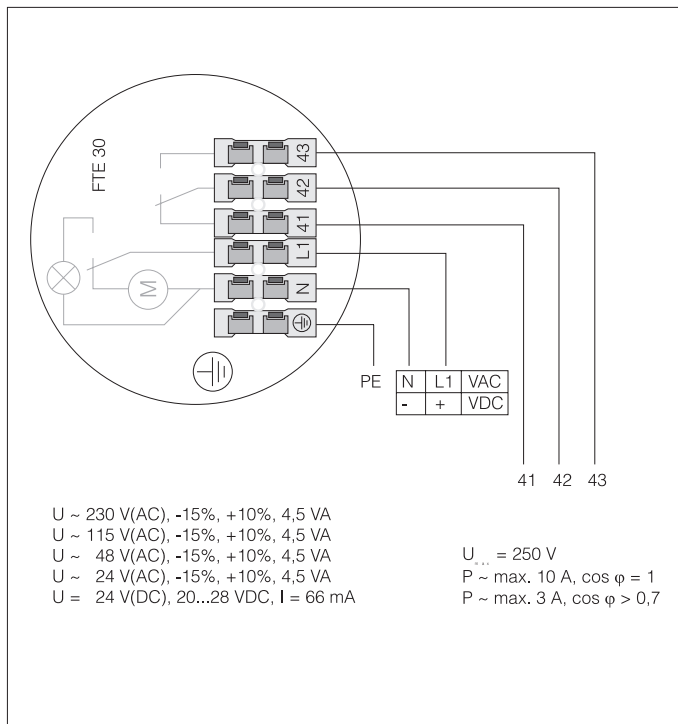 FTE 30
43
42
41
L1
N
M
PE N L1 VAC
- + VDC
41 42 43
U ~ 230 V(AC), -15%, +10%, 4,5 VA
U ~ 115 V(AC), -15%, +10%, 4,5 VA
U ~ 48 V(AC), -15%, +10%, 4,5 VA
U ~ 24 V(AC), -15%, +10%, 4,5 VA
U = 24 V(DC), 20...28 VDC, I = 66 mA
U = 250 V
P ~ max. 10 A, cos φ = 1
P ~ max. 3 A, cos φ > 0,7